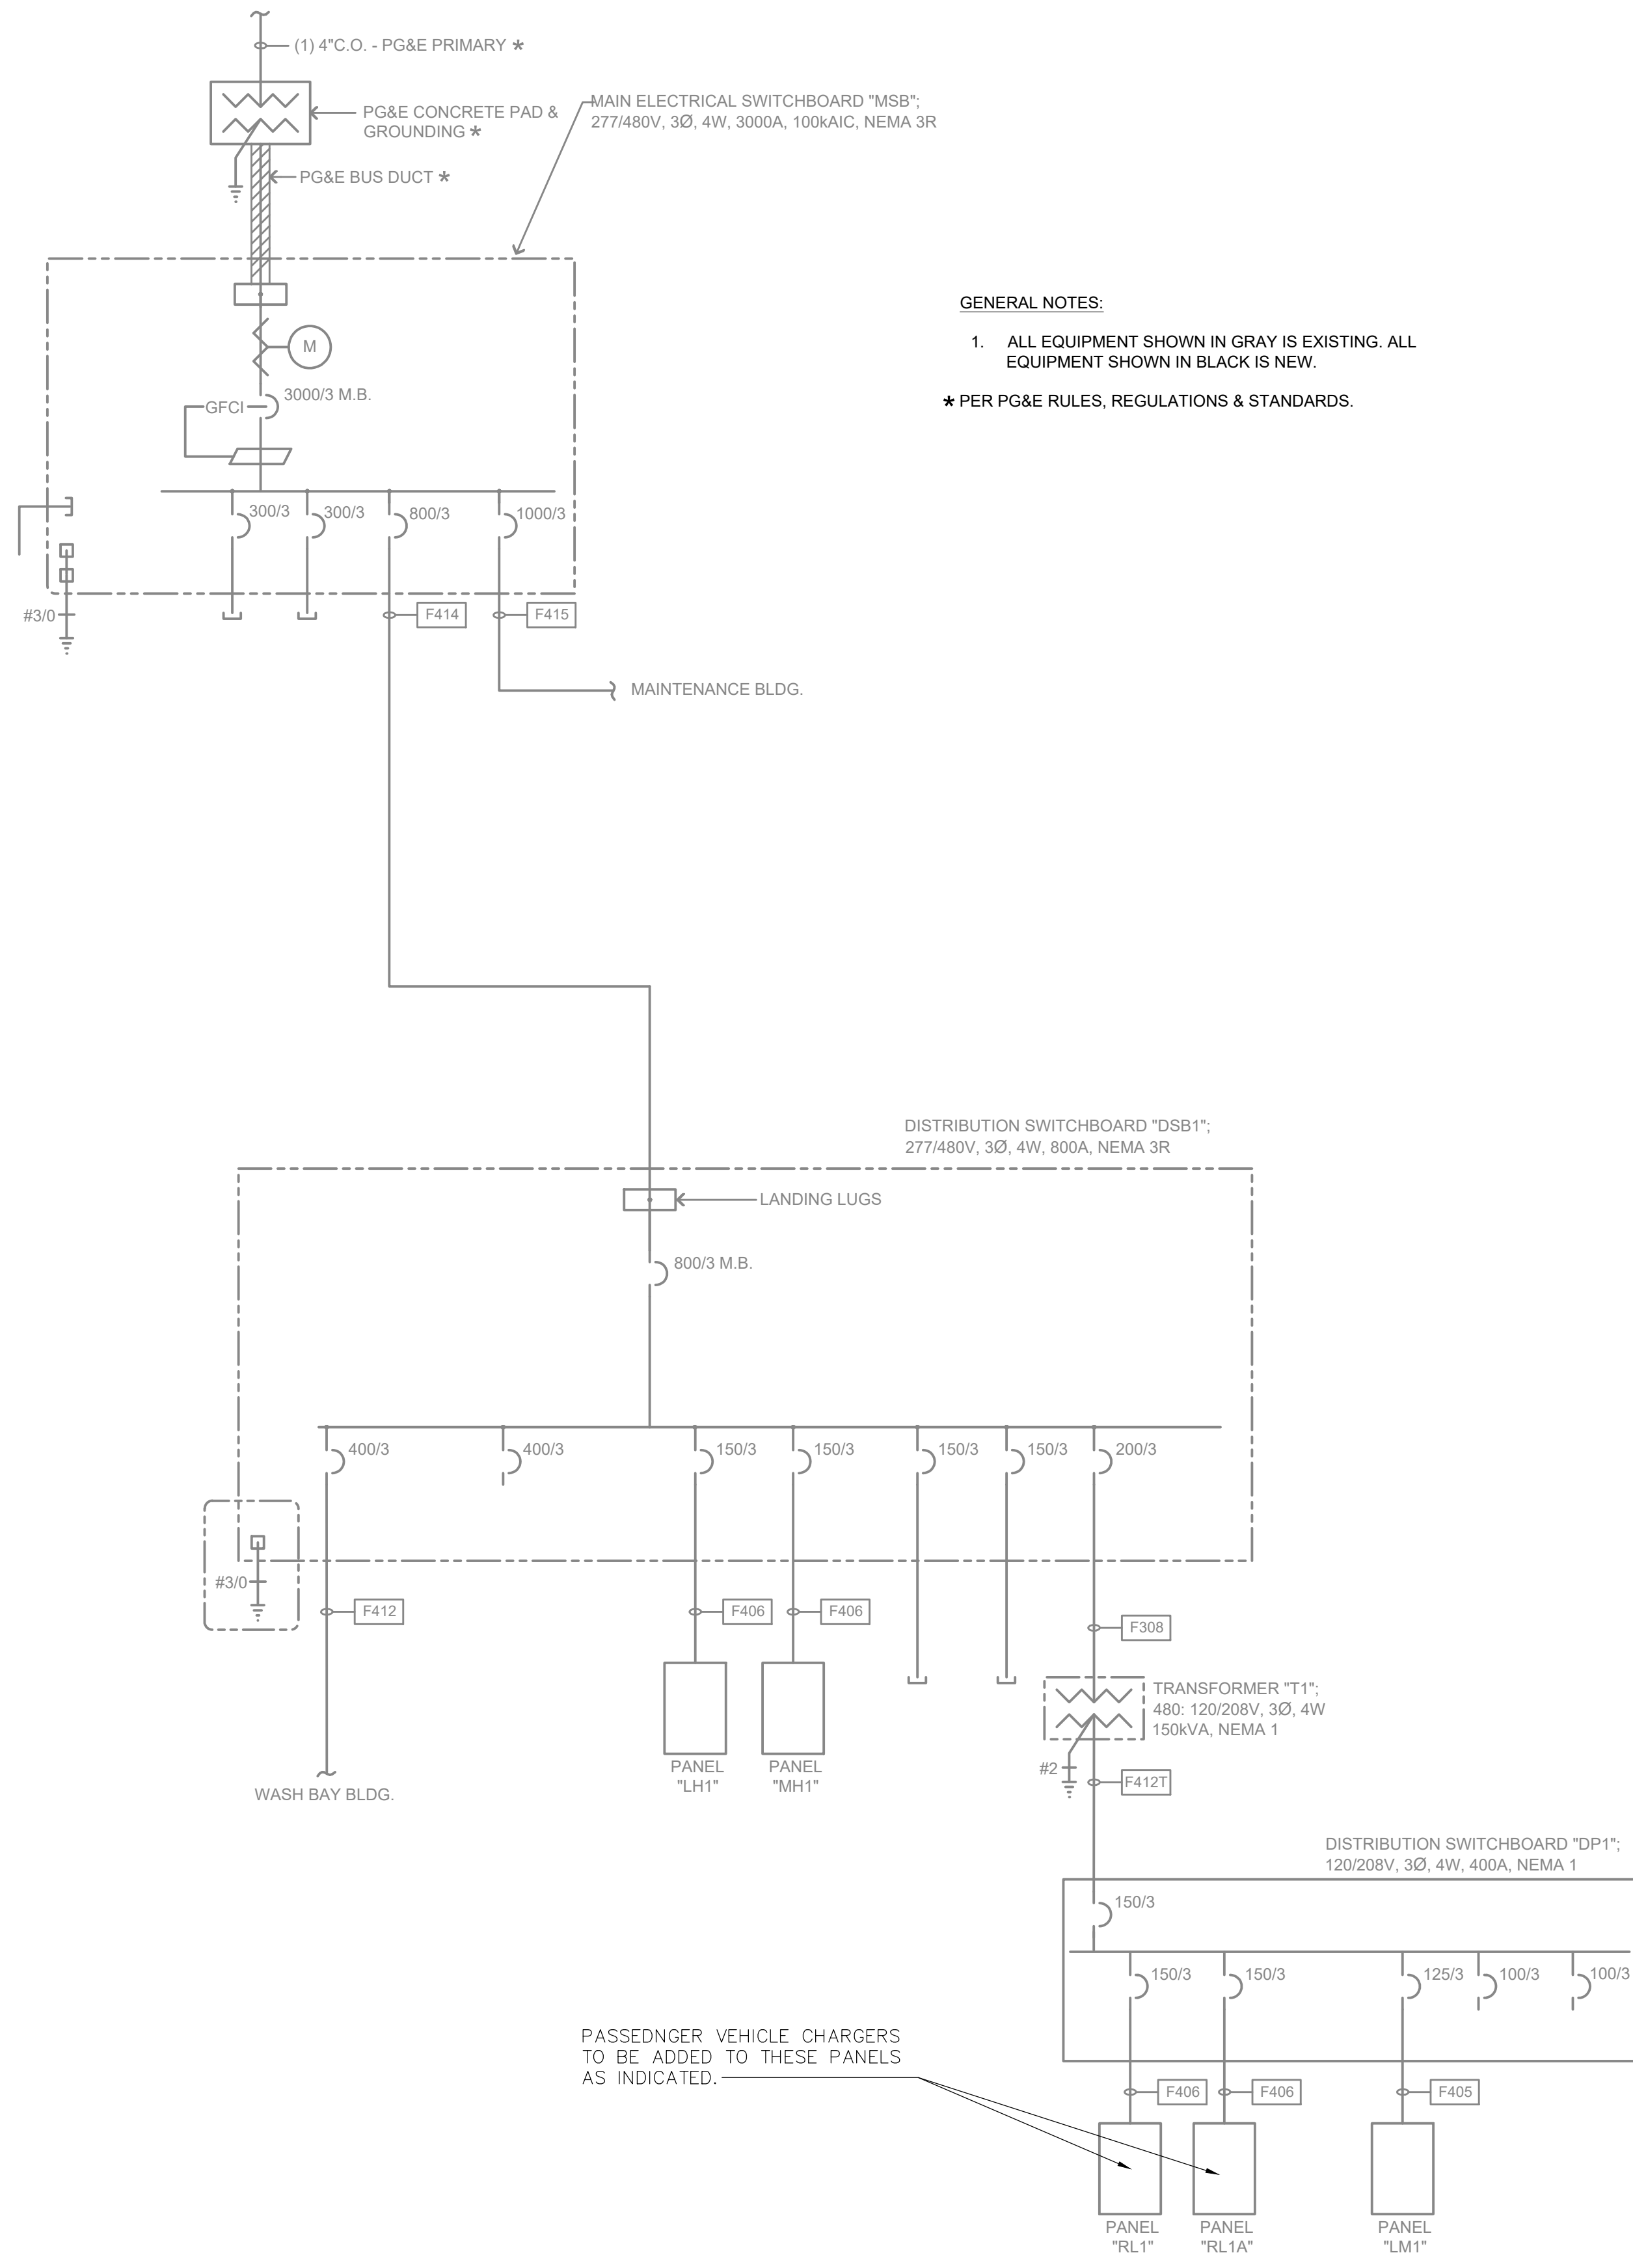 (1) 4"C.O. - PG&E PRIMARY *
PG&E CONCRETE PAD &
GROUNDING *
MAIN ELECTRICAL SWITCHBOARD "MSB";
277/480V, 3Ø, 4W, 3000A, 100kAIC, NEMA 3R
PG&E BUS DUCT *
GENERAL NOTES:
1. ALL EQUIPMENT SHOWN IN GRAY IS EXISTING. ALL
EQUIPMENT SHOWN IN BLACK IS NEW.
* PER PG&E RULES, REGULATIONS & STANDARDS.
M
3000/3 M.B.
GFCI
300/3
300/3
800/3
1000/3
#3/0
F414
F415
MAINTENANCE BLDG.
DISTRIBUTION SWITCHBOARD "DSB1";
277/480V, 3Ø, 4W, 800A, NEMA 3R
LANDING LUGS
800/3 M.B.
400/3
400/3
150/3
150/3
150/3
150/3
200/3
#3/0
F412
F406
F406
F308
TRANSFORMER "T1";
480: 120/208V, 3Ø, 4W
150kVA, NEMA 1
PANEL
"LH1"
PANEL
"MH1"
#2
F412T
WASH BAY BLDG.
DISTRIBUTION SWITCHBOARD "DP1";
120/208V, 3Ø, 4W, 400A, NEMA 1
150/3
150/3
150/3
125/3
100/3
100/3
PASSEDNGER VEHICLE CHARGERS
TO BE ADDED TO THESE PANELS
AS INDICATED.
F406
F406
F405
PANEL
"RL1"
PANEL
"RL1A"
PANEL
"LM1"